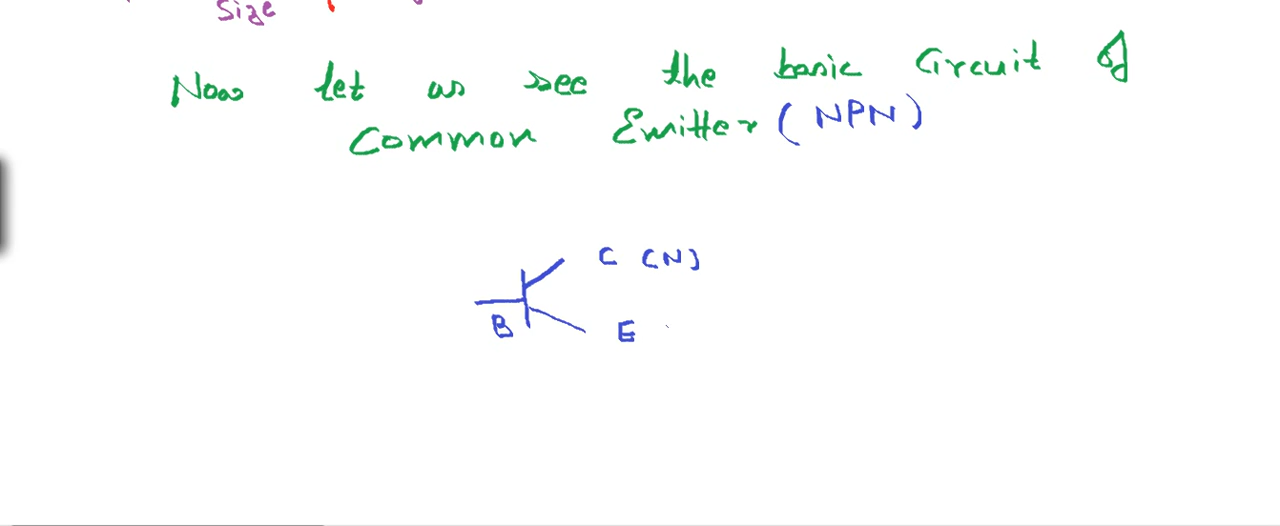 Size
Now let us see the basic Circuit of
Common Emitter (NPN)
C (N)
B
E